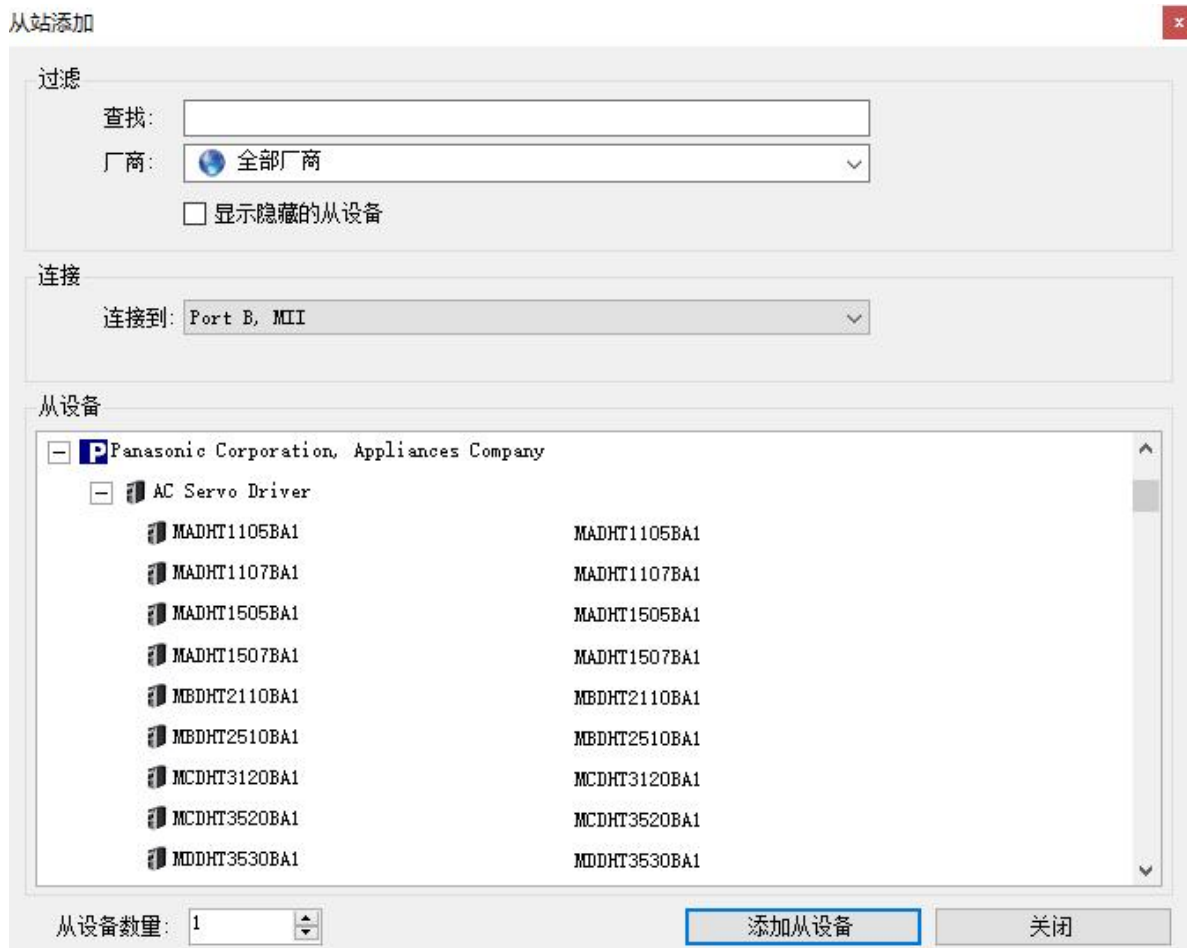 从站添加
x
过滤
查找:
厂商: 全部厂商
显示隐藏的从设备
连接
连接到: Port B, MII
从设备
P Panasonic Corporation, Appliances Company
AC Servo Driver
MADHT1105BA1 MADHT1105BA1
MADHT1107BA1 MADHT1107BA1
MADHT1505BA1 MADHT1505BA1
MADHT1507BA1 MADHT1507BA1
MBDHT2110BA1 MBDHT2110BA1
MBDHT2510BA1 MBDHT2510BA1
MCDHT3120BA1 MCDHT3120BA1
MCDHT3520BA1 MCDHT3520BA1
MDDHT3530BA1 MDDHT3530BA1
从设备数量: 1 添加从设备 关闭